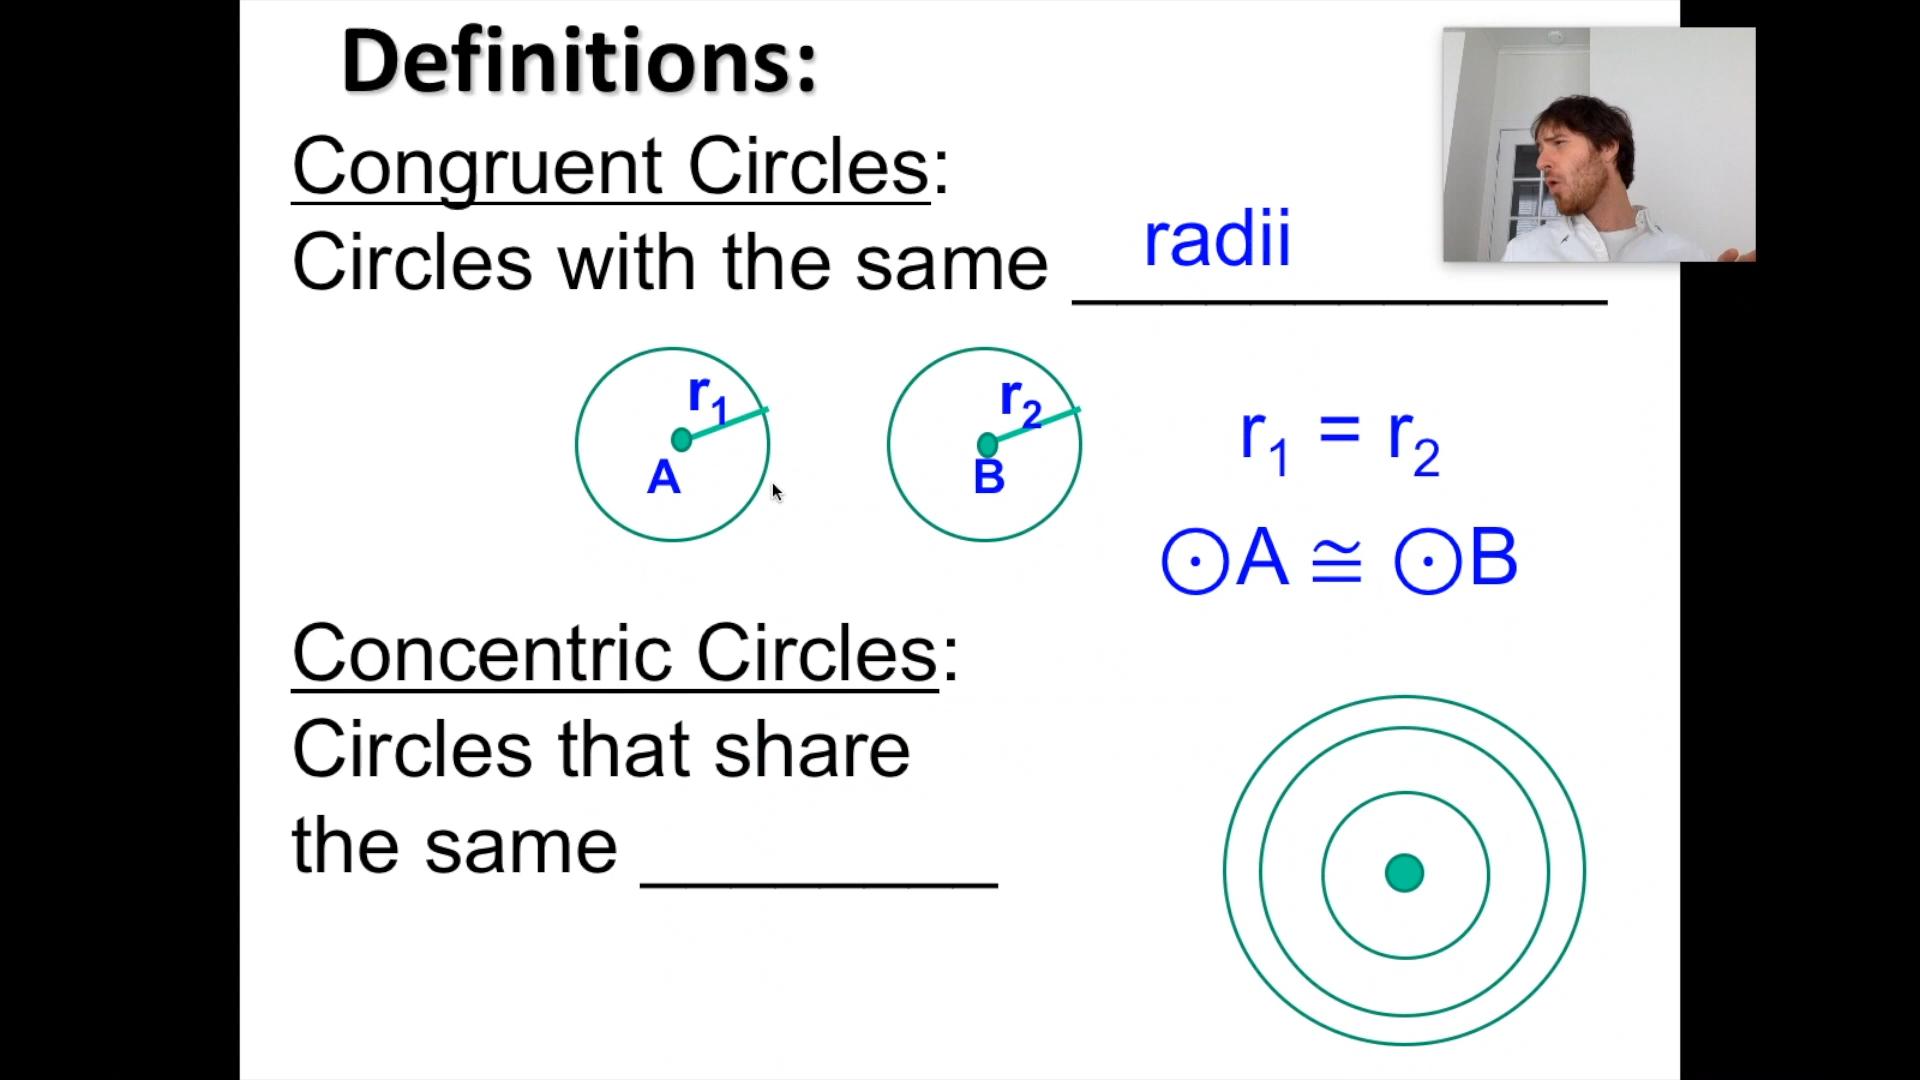 Definitions:
Congruent Circles:
Circles with the same radii
r₁
A
r₂
B
r₁ = r₂
⊙A ≅ ⊙B
Concentric Circles:
Circles that share
the same __________